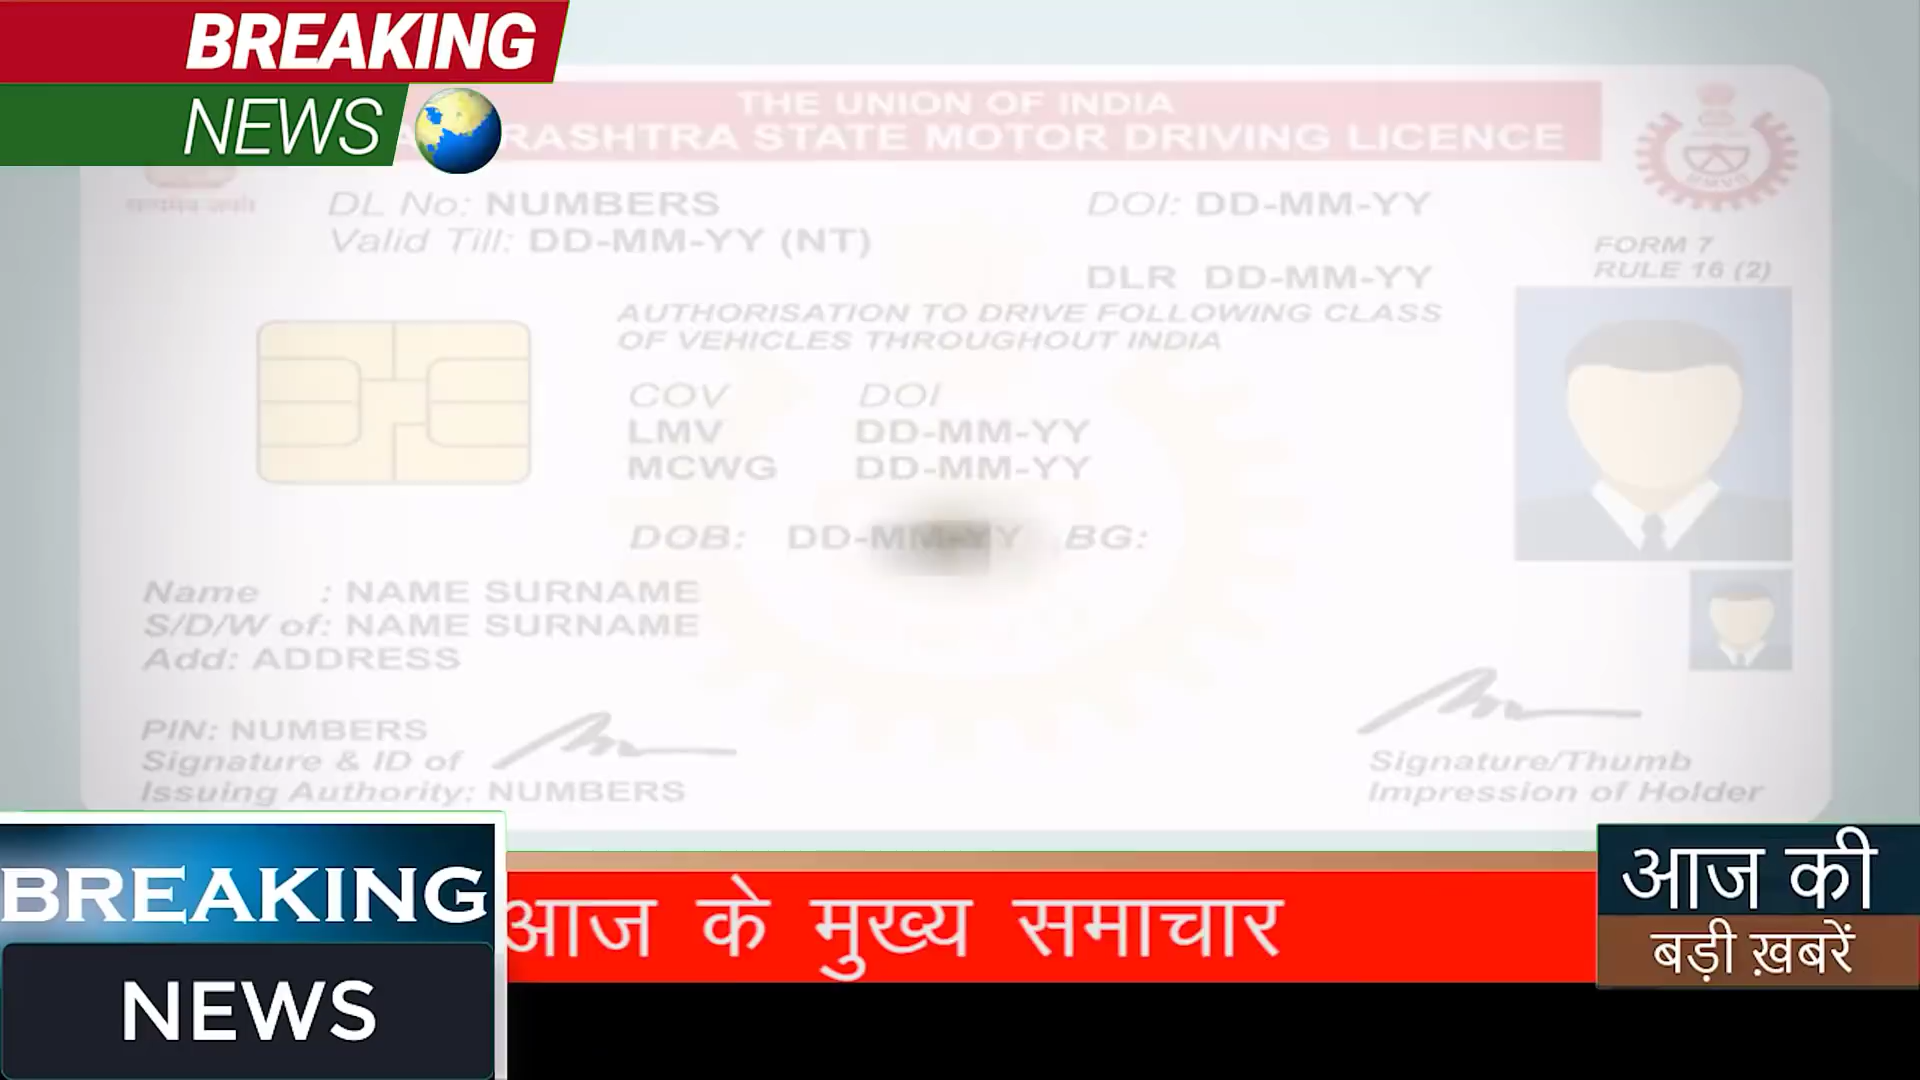 BREAKING
NEWS
THE UNION OF INDIA
RASHTRA STATE MOTOR DRIVING LICENCE
DL No: NUMBERS
DOI: DD-MM-YY
Valid Till: DD-MM-YY (NT)
FORM 7
RULE 16 (2)
DLR DD-MM-YY
AUTHORISATION TO DRIVE FOLLOWING CLASS
OF VEHICLES THROUGHOUT INDIA
COV DOI
LMV DD-MM-YY
MCWG DD-MM-YY
DOB: DD-MM-YY BG:
Name : NAME SURNAME
S/D/W of: NAME SURNAME
Add: ADDRESS
PIN: NUMBERS
Signature & ID of
Issuing Authority: NUMBERS
Signature/Thumb
Impression of Holder
BREAKING
NEWS
आज के मुख्य समाचार
आज की
बड़ी ख़बरें